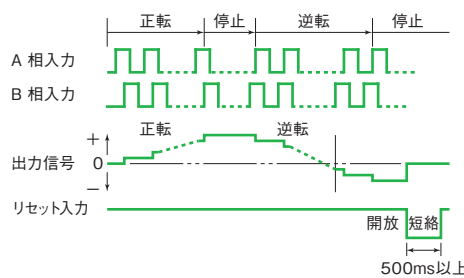 正転 停止 逆転 停止
A 相入力
B 相入力
正転 逆転
+
出力信号 0
−
リセット入力
開放 短絡
500ms以上